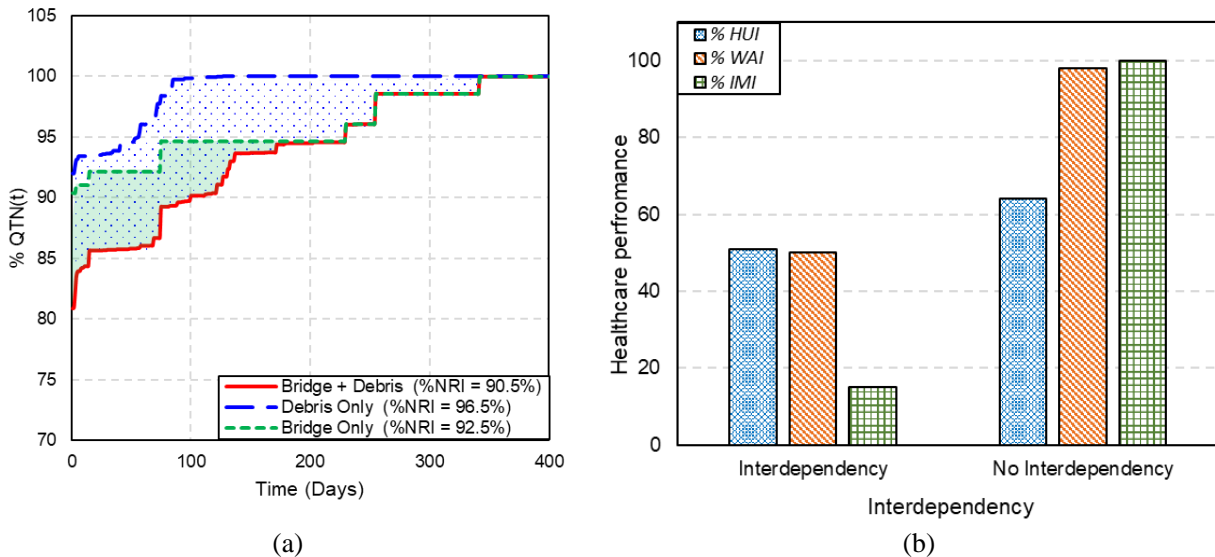 105
100
95
90
85
80
75
70
% QTN(t)
Bridge + Debris (%NRI = 90.5%)
Debris Only (%NRI = 96.5%)
Bridge Only (%NRI = 92.5%)
0 100 200 300 400
Time (Days)
(a)
% HUI
% WAI
% IMI
100
80
60
40
20
0
Healthcare perfromance
Interdependency No Interdependency
Interdependency
(b)